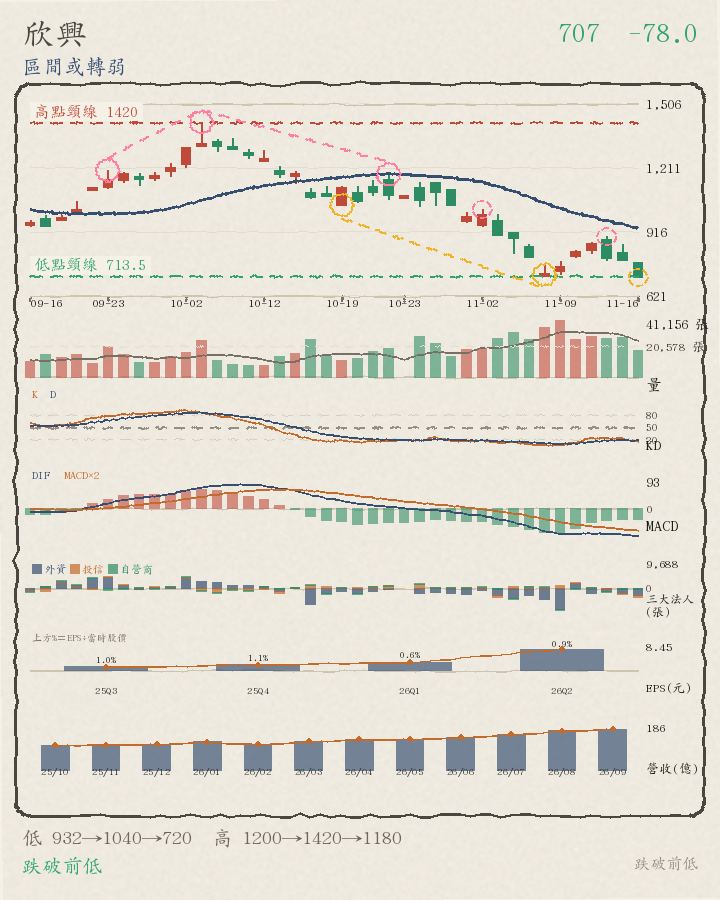 欣興
707 -78.0
區間或轉弱
高點頸線 1420
1,506
1,211
916
低點頸線 713.5
621
09-16 09-23 10-02 10-12 10-19 10-23 11-02 11-09 11-16
41,156 張
20,578 張
量
K D
80
50
20
KD
DIF MACD×2
93
0
MACD
外資 投信 自營商
9,688
0
三大法人
(張)
上方%=EPS÷當時股價
1.0% 1.1% 0.6% 0.9%
8.45
25Q3 25Q4 26Q1 26Q2
EPS(元)
186
25/10 25/11 25/12 26/01 26/02 26/03 26/04 26/05 26/06 26/07 26/08 26/09
營收(億)
低 932→1040→720 高 1200→1420→1180
跌破前低
跌破前低